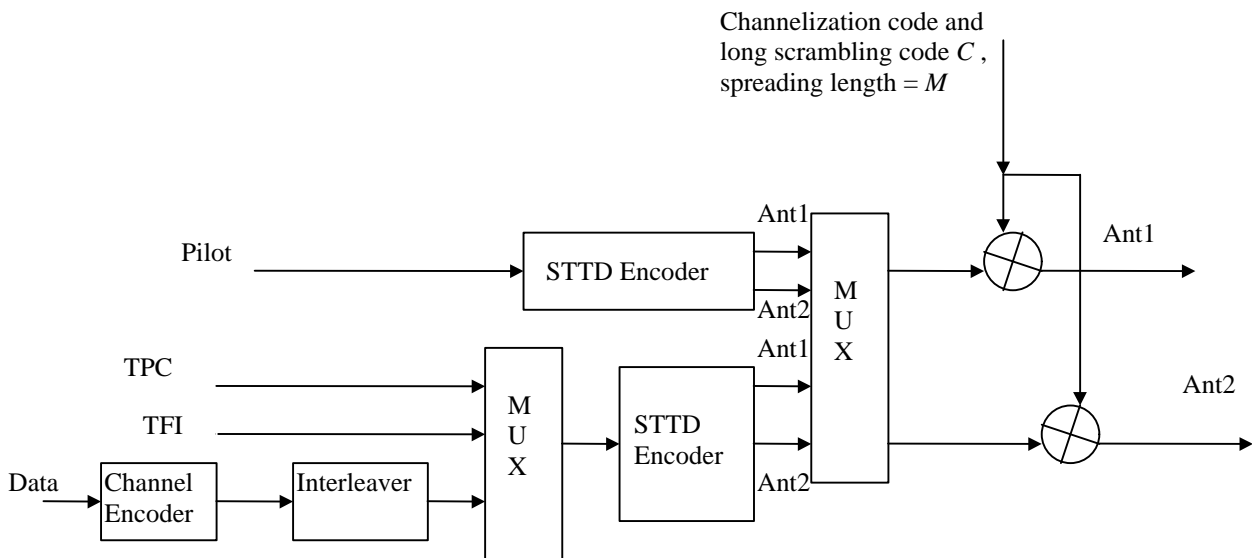 Channelization code and
long scrambling code C ,
spreading length = M
Pilot
STTD Encoder
Ant1
Ant2
M
U
X
Ant1
Ant2
TPC
TFI
Data
Channel
Encoder
Interleaver
M
U
X
STTD
Encoder
Ant1
Ant2